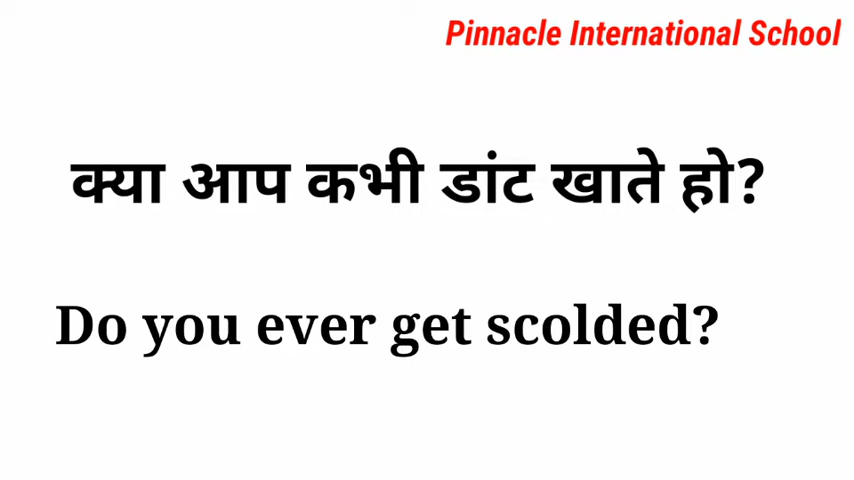 Pinnacle International School
क्या आप कभी डांट खाते हो?
Do you ever get scolded?